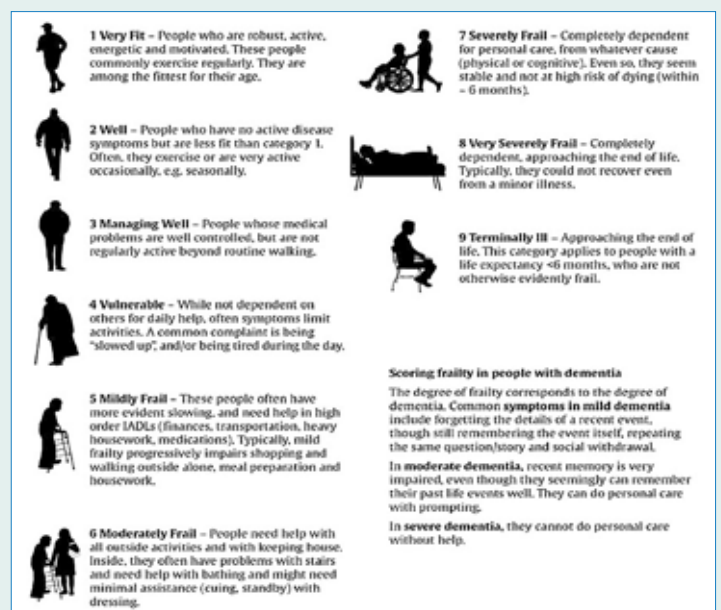 1 Very Fit – People who are robust, active,
energetic and motivated. These people
commonly exercise regularly. They are
among the fittest for their age.
2 Well – People who have no active disease
symptoms but are less fit than category 1.
Often, they exercise or are very active
occasionally, e.g. seasonally.
3 Managing Well – People whose medical
problems are well controlled, but are not
regularly active beyond routine walking.
4 Vulnerable – While not dependent on
others for daily help, often symptoms limit
activities. A common complaint is being
“slowed up”, and/or being tired during the day.
5 Mildly Frail – These people often have
more evident slowing, and need help in high
order IADLs (finances, transportation, heavy
housework, medications). Typically, mild
frailty progressively impairs shopping and
walking outside alone, meal preparation and
housework.
6 Moderately Frail – People need help with
all outside activities and with keeping house.
Inside, they often have problems with stairs
and need help with bathing and might need
minimal assistance (cuing, standby) with
dressing.
7 Severely Frail – Completely dependent
for personal care, from whatever cause
(physical or cognitive). Even so, they seem
stable and not at high risk of dying (within
~ 6 months).
8 Very Severely Frail – Completely
dependent, approaching the end of life.
Typically, they could not recover even
from a minor illness.
9 Terminally Ill – Approaching the end of
life. This category applies to people with a
life expectancy <6 months, who are not
otherwise evidently frail.
Scoring frailty in people with dementia
The degree of frailty corresponds to the degree of
dementia. Common symptoms in mild dementia
include forgetting the details of a recent event,
though still remembering the event itself, repeating
the same question/story and social withdrawal.
In moderate dementia, recent memory is very
impaired, even though they seemingly can remember
their past life events well. They can do personal care
with prompting.
In severe dementia, they cannot do personal care
without help.